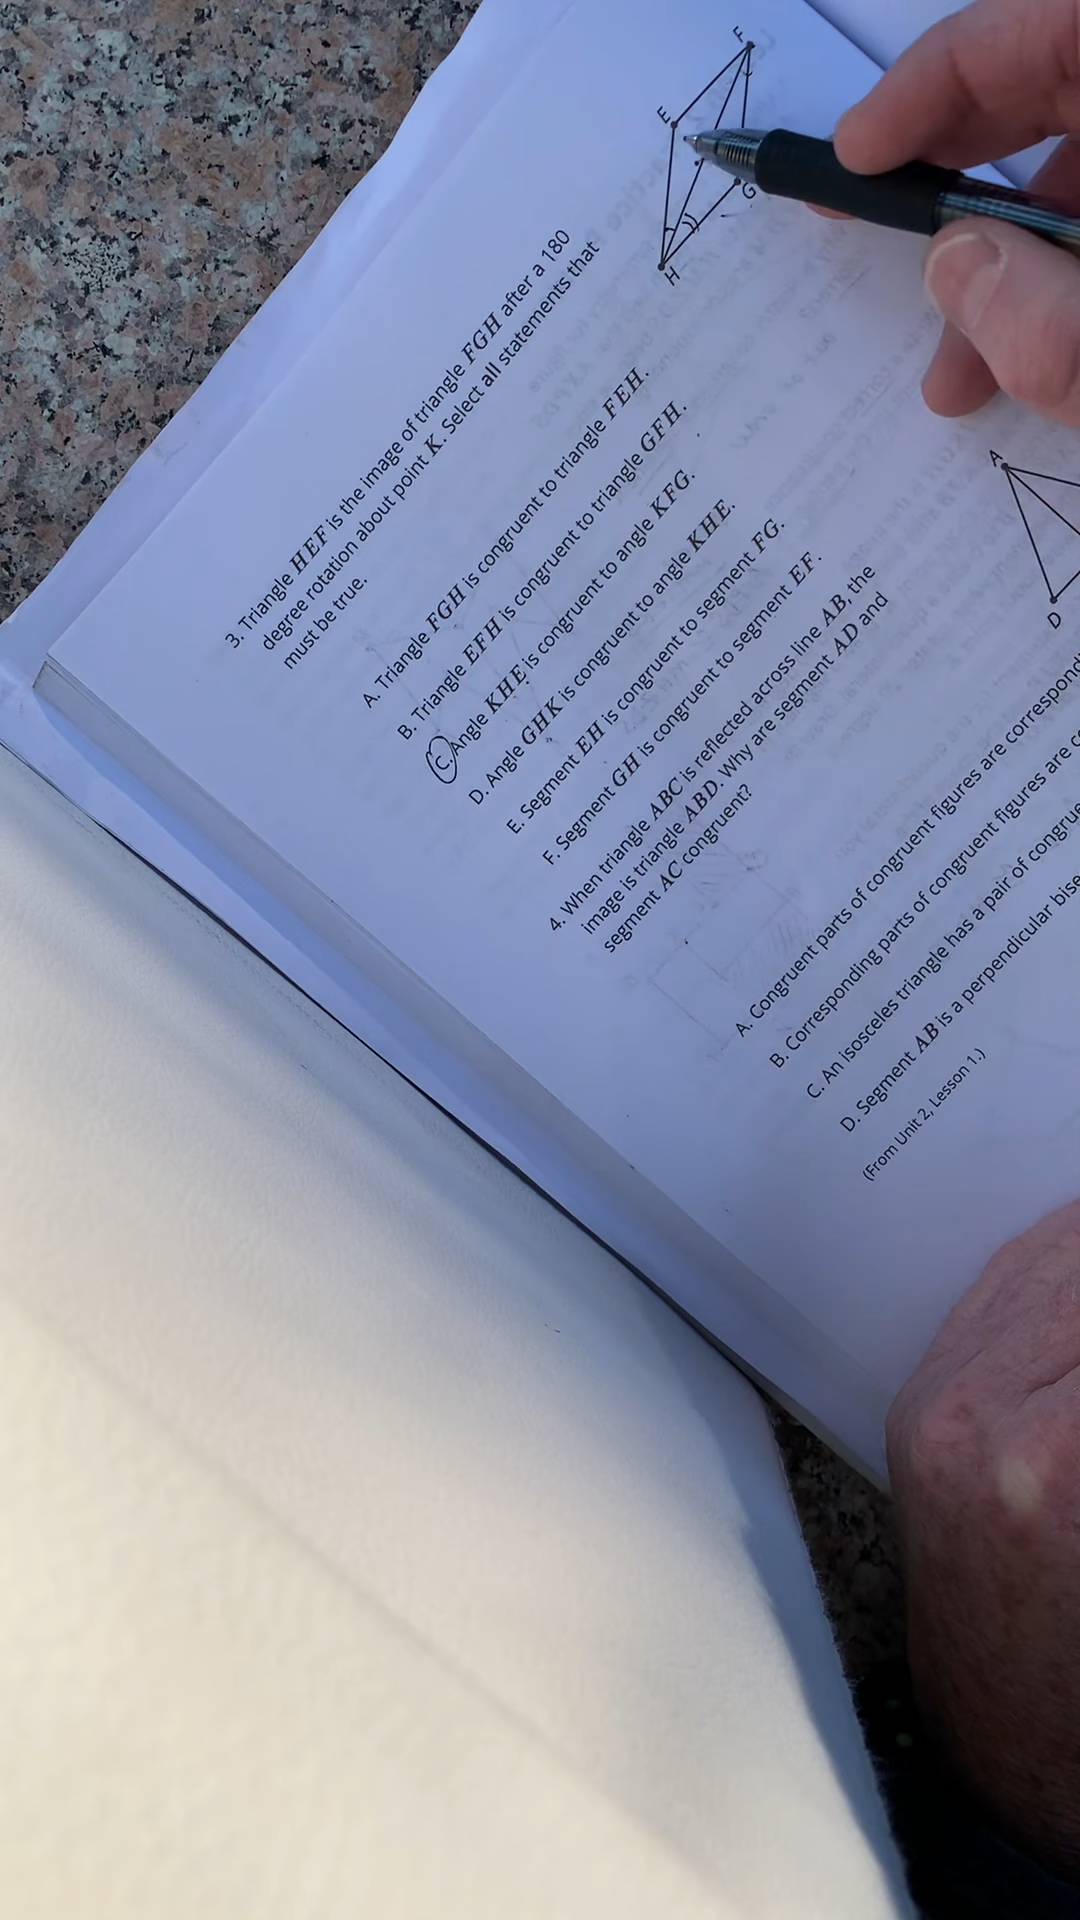 3. Triangle HEF is the image of triangle FGH after a 180
degree rotation about point K. Select all statements that
must be true.
A. Triangle FGH is congruent to triangle FEH.
B. Triangle EFH is congruent to triangle GFH.
C. Angle KHE is congruent to angle KFG.
D. Angle GHK is congruent to angle KHE.
E. Segment EH is congruent to segment FG.
F. Segment GH is congruent to segment EF.
E
F
G
H
4. When triangle ABC is reflected across line AB, the
image is triangle ABD. Why are segment AD and
segment AC congruent?
A
D
A. Congruent parts of congruent figures are
B. Corresponding parts of congruent figures are
C. An isosceles triangle has a pair of
D. Segment AB is a perpendicular
(From Unit 2, Lesson 1.)